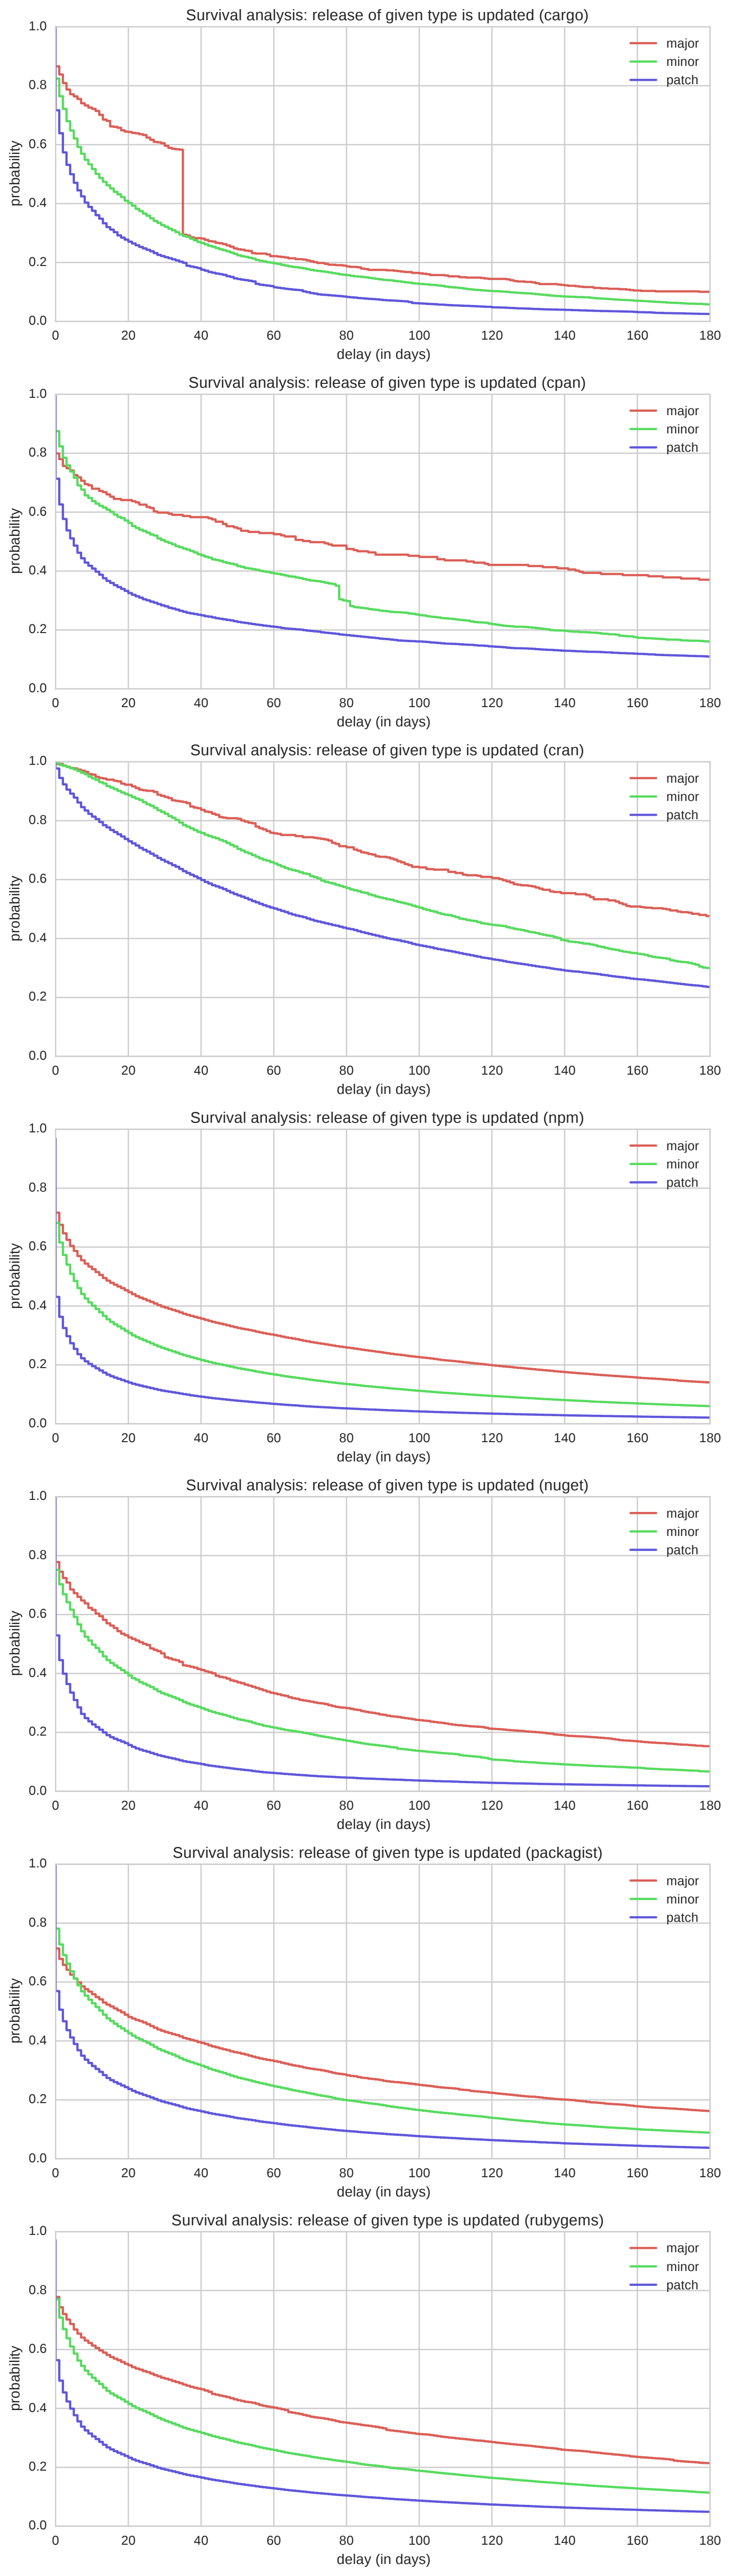 Survival analysis: release of given type is updated (cargo)
1.0
0.8
0.6
0.4
0.2
0.0
probability
major
minor
patch
0 20 40 60 80 100 120 140 160 180
delay (in days)
Survival analysis: release of given type is updated (cpan)
1.0
0.8
0.6
0.4
0.2
0.0
probability
major
minor
patch
0 20 40 60 80 100 120 140 160 180
delay (in days)
Survival analysis: release of given type is updated (cran)
1.0
0.8
0.6
0.4
0.2
0.0
probability
major
minor
patch
0 20 40 60 80 100 120 140 160 180
delay (in days)
Survival analysis: release of given type is updated (npm)
1.0
0.8
0.6
0.4
0.2
0.0
probability
major
minor
patch
0 20 40 60 80 100 120 140 160 180
delay (in days)
Survival analysis: release of given type is updated (nuget)
1.0
0.8
0.6
0.4
0.2
0.0
probability
major
minor
patch
0 20 40 60 80 100 120 140 160 180
delay (in days)
Survival analysis: release of given type is updated (packagist)
1.0
0.8
0.6
0.4
0.2
0.0
probability
major
minor
patch
0 20 40 60 80 100 120 140 160 180
delay (in days)
Survival analysis: release of given type is updated (rubygems)
1.0
0.8
0.6
0.4
0.2
0.0
probability
major
minor
patch
0 20 40 60 80 100 120 140 160 180
delay (in days)